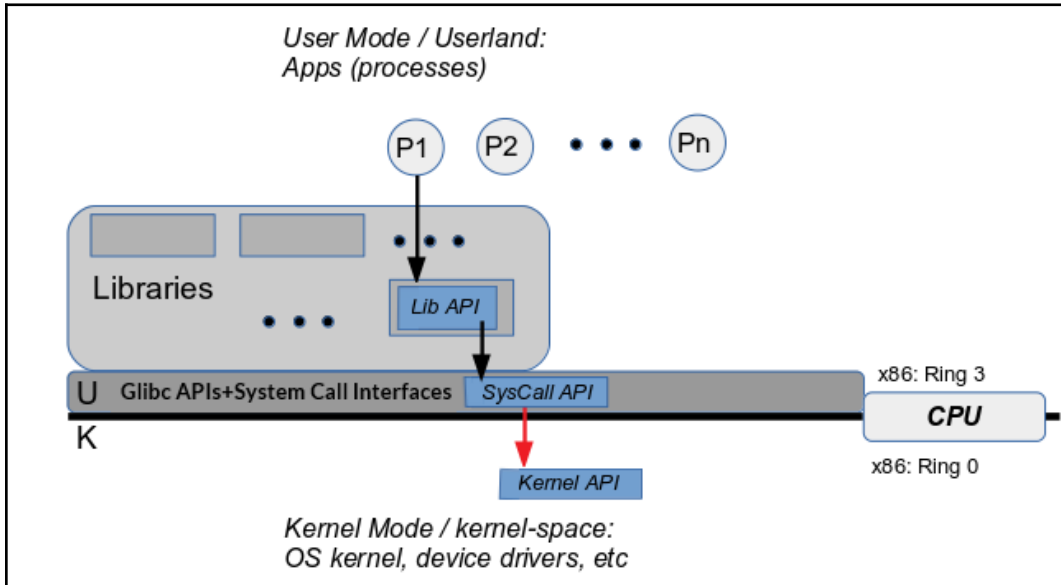 User Mode / Userland:
Apps (processes)
P1
P2
Pn
Libraries
Lib API
U
Glibc APIs+System Call Interfaces
SysCall API
x86: Ring 3
CPU
K
x86: Ring 0
Kernel API
Kernel Mode / kernel-space:
OS kernel, device drivers, etc